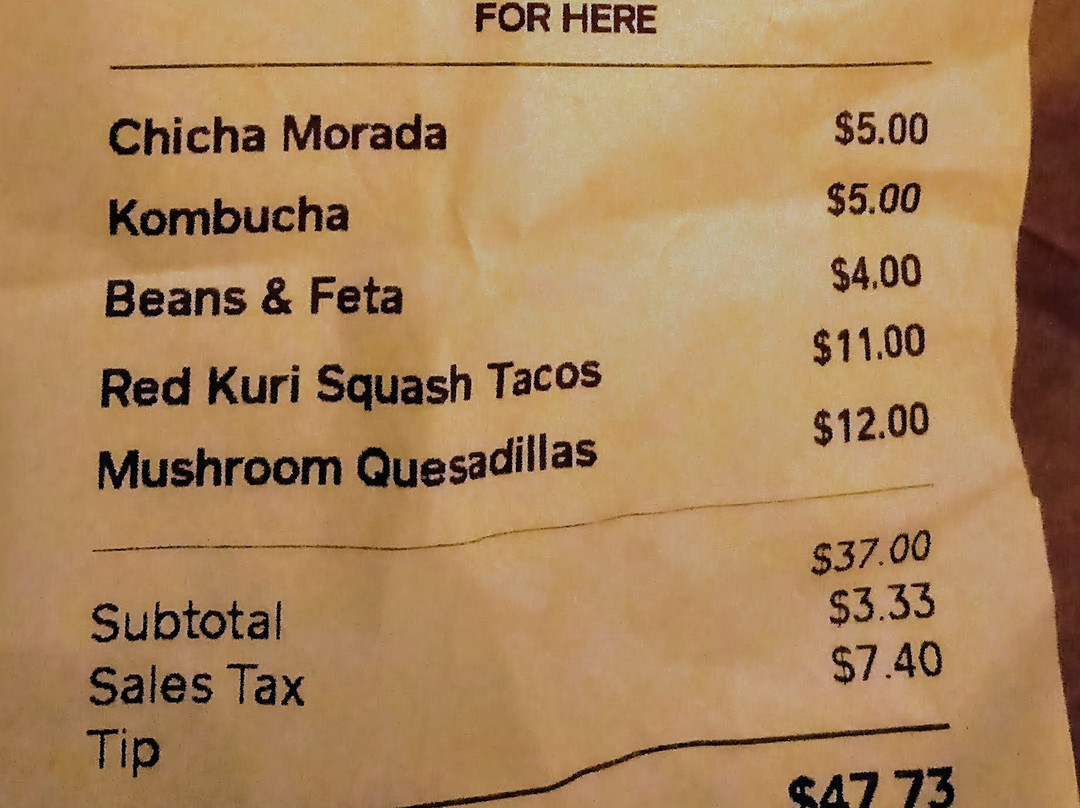 FOR HERE
Chicha Morada $5.00
Kombucha $5.00
Beans & Feta $4.00
Red Kuri Squash Tacos $11.00
Mushroom Quesadillas $12.00
Subtotal $37.00
Sales Tax $3.33
Tip $7.40
$47.73